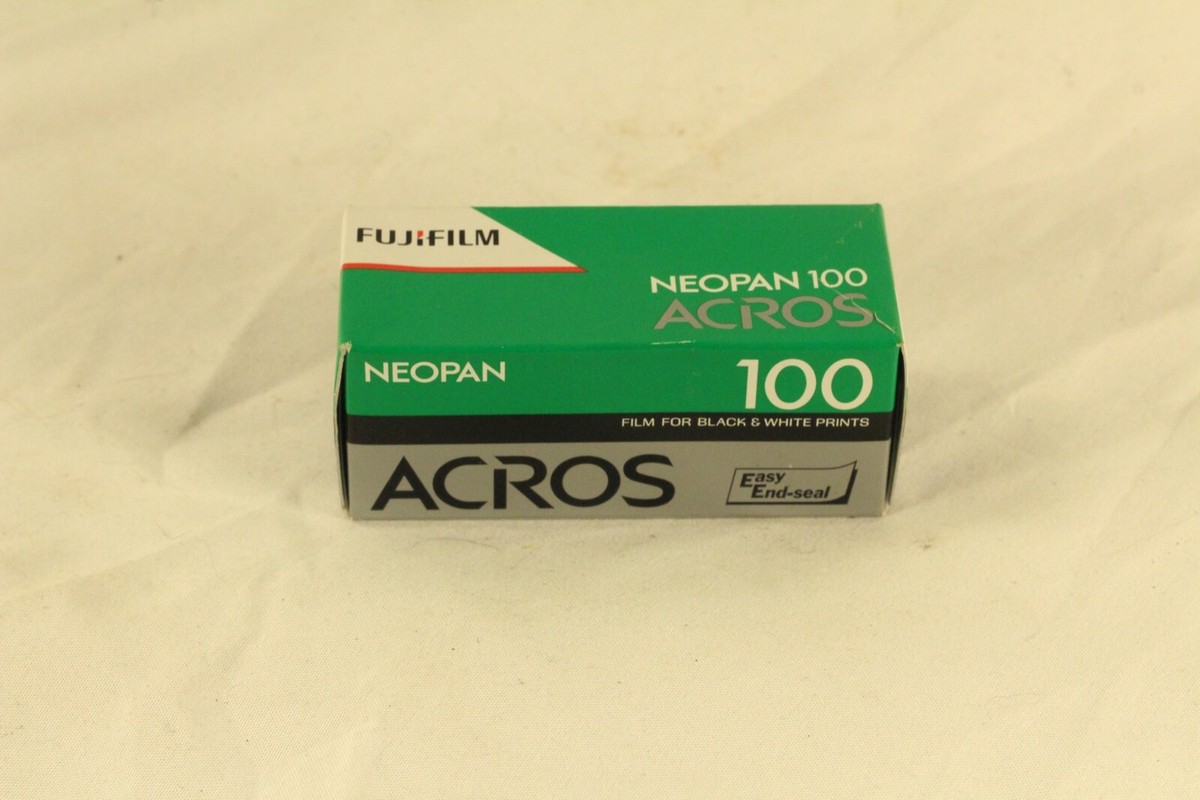 FUJIFILM
NEOPAN 100
ACROS
NEOPAN
100
FILM FOR BLACK & WHITE PRINTS
ACROS
Easy
End-seal